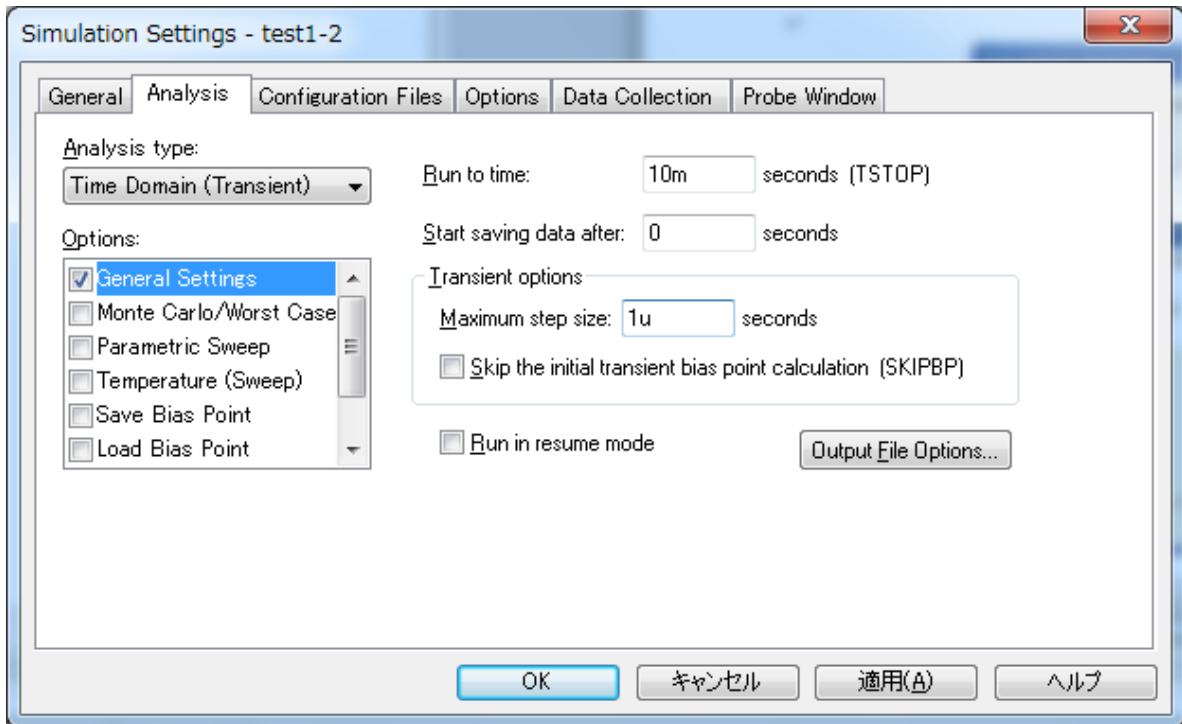 Simulation Settings - test1-2
General Analysis Configuration Files Options Data Collection Probe Window
Analysis type:
Time Domain (Transient)
Options:
General Settings
Monte Carlo/Worst Case
Parametric Sweep
Temperature (Sweep)
Save Bias Point
Load Bias Point
Run to time: 10m seconds (TSTOP)
Start saving data after: 0 seconds
Transient options
Maximum step size: 1u seconds
Skip the initial transient bias point calculation (SKIPBP)
Run in resume mode
Output File Options...
OK キャンセル 適用(A) ヘルプ